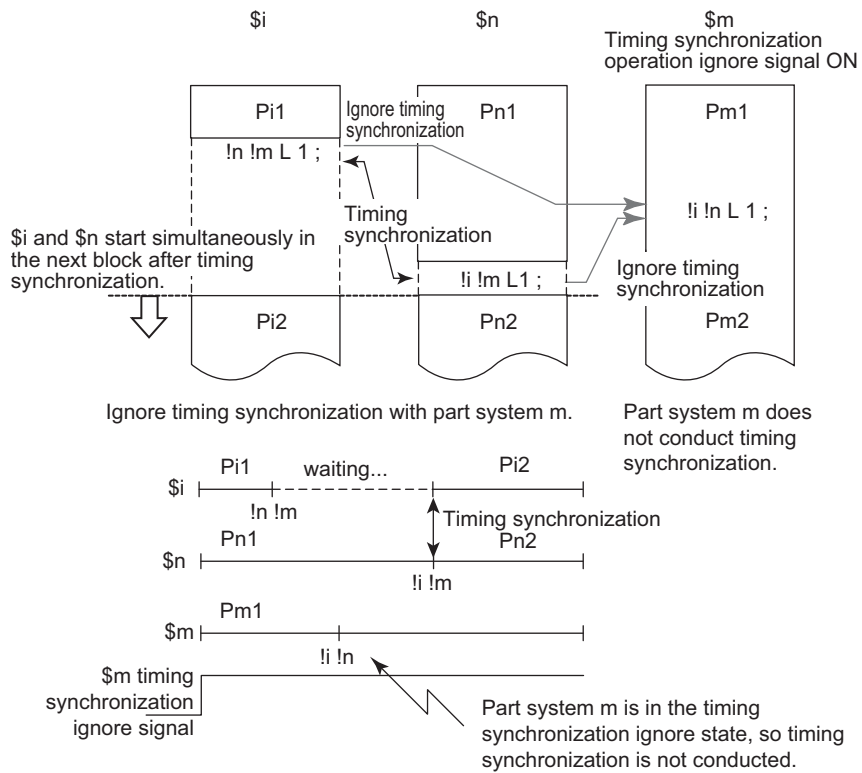 $i
$n
$m
Timing synchronization
operation ignore signal ON
Pi1
Ignore timing
synchronization
Pn1
Pm1
!n !m L 1 ;
!i !n L 1 ;
Timing
synchronization
$i and $n start simultaneously in
the next block after timing
synchronization.
!i !m L1 ;
Ignore timing
synchronization
Pi2
Pn2
Pm2
Ignore timing synchronization with part system m.
Part system m does
not conduct timing
synchronization.
Pi1
waiting...
Pi2
$i
!n !m
Timing synchronization
Pn1
Pn2
$n
!i !m
Pm1
$m
!i !n
$m timing
synchronization
ignore signal
Part system m is in the timing
synchronization ignore state, so timing
synchronization is not conducted.